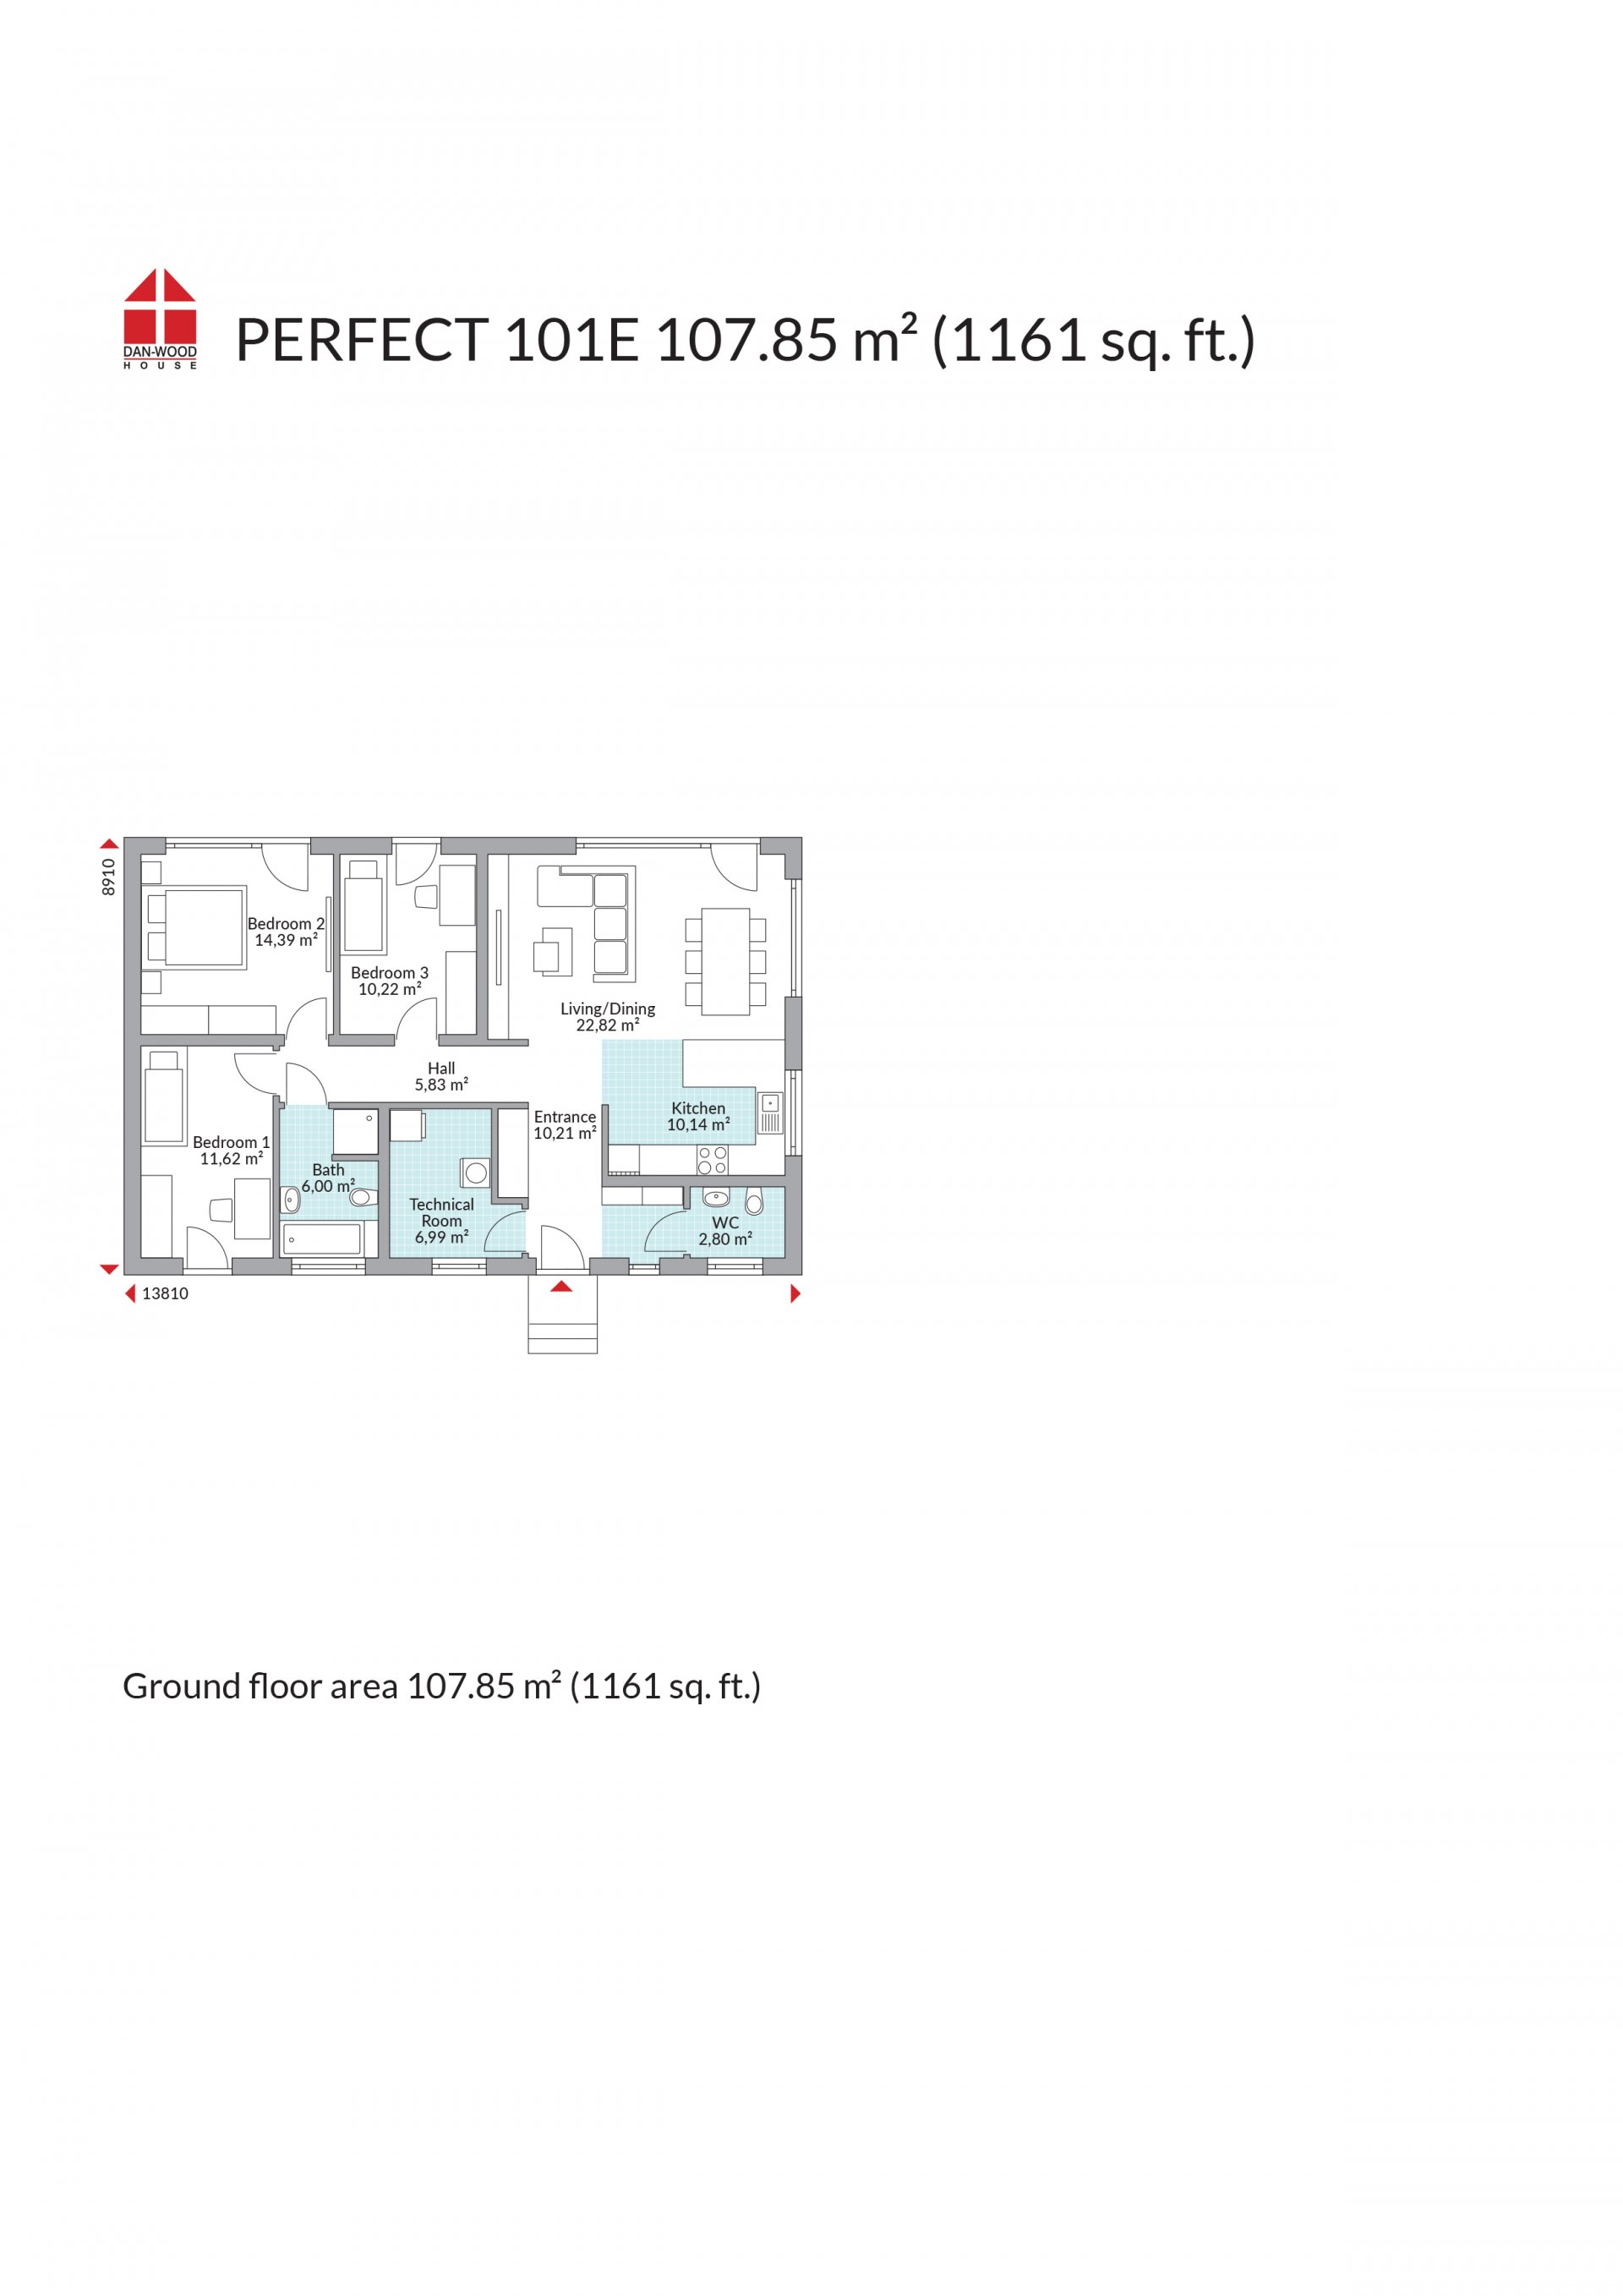 DAN-WOOD
HOUSE
PERFECT 101E 107.85 m² (1161 sq. ft.)
8910
Bedroom 2
14,39 m²
Bedroom 3
10,22 m²
Living/Dining
22,82 m²
Hall
5,83 m²
Entrance
10,21 m²
Kitchen
10,14 m²
Bedroom 1
11,62 m²
Bath
6,00 m²
Technical
Room
6,99 m²
WC
2,80 m²
13810
Ground floor area 107.85 m² (1161 sq. ft.)